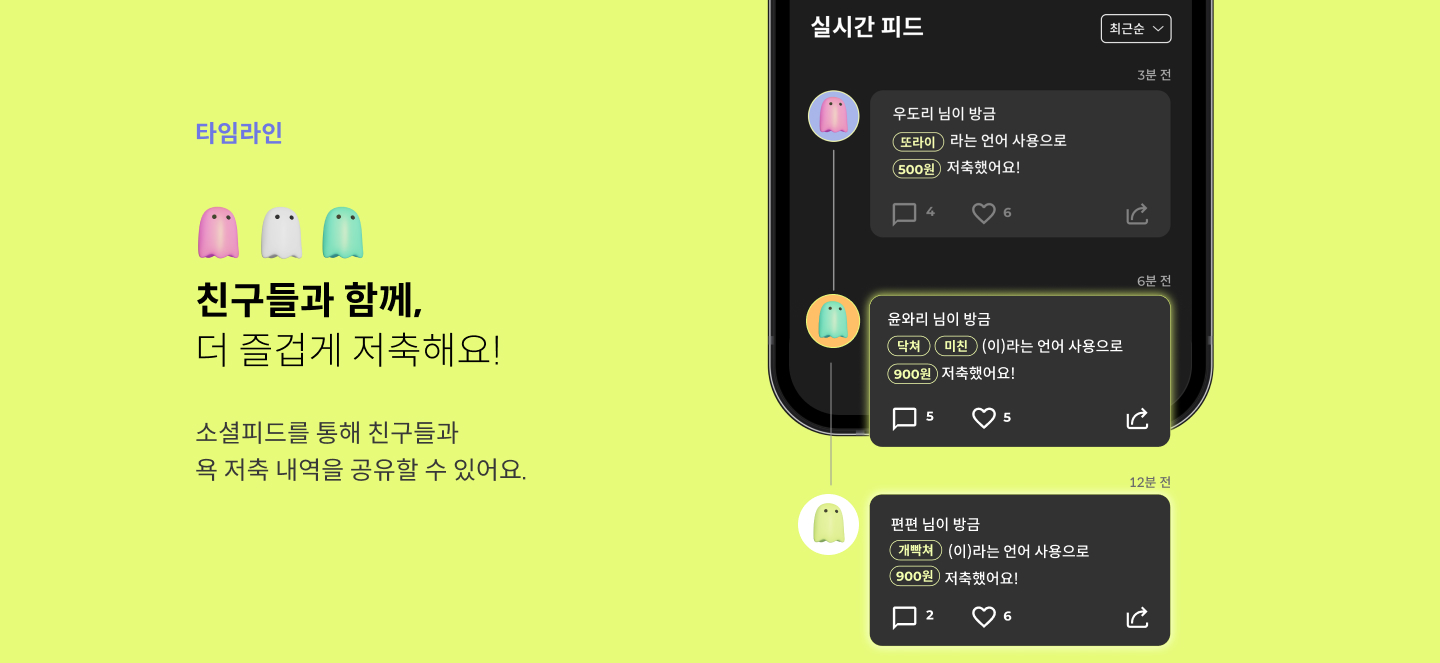 타임라인
친구들과 함께,
더 즐겁게 저축해요!
소셜피드를 통해 친구들과
욕 저축 내역을 공유할 수 있어요.
실시간 피드
최근순
3분 전
우도리 님이 방금
또라이 라는 언어 사용으로
500원 저축했어요!
4 6
6분 전
윤와리 님이 방금
닥쳐 미친 (이)라는 언어 사용으로
900원 저축했어요!
5 5
12분 전
편편 님이 방금
개빡쳐 (이)라는 언어 사용으로
900원 저축했어요!
2 6